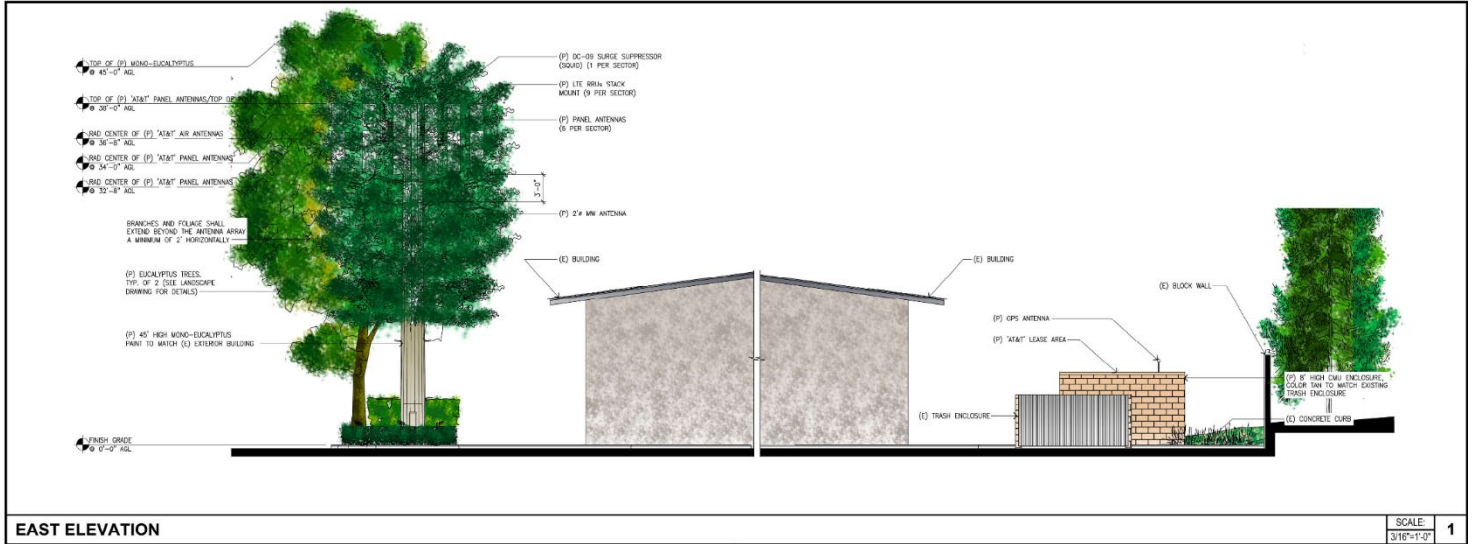 TOP OF (P) MONO-EUCALYPTUS
@ 45'-0" AGL
TOP OF (P) 'AT&T' PANEL ANTENNAS/TOP OF
@ 38'-0" AGL
RAD CENTER OF (P) 'AT&T' AIR ANTENNAS
@ 36'-8" AGL
RAD CENTER OF (P) 'AT&T' PANEL ANTENNAS
@ 34'-0" AGL
RAD CENTER OF (P) 'AT&T' PANEL ANTENNAS
@ 32'-8" AGL
BRANCHES AND FOLIAGE SHALL
EXTEND BEYOND THE ANTENNA ARRAY
A MINIMUM OF 2' HORIZONTALLY
(P) EUCALYPTUS TREES.
TYP. OF 2 (SEE LANDSCAPE
DRAWING FOR DETAILS)
(P) 45' HIGH MONO-EUCALYPTUS
PAINT TO MATCH (E) EXTERIOR BUILDING
FINISH GRADE
@ 0'-0" AGL
(P) DC-09 SURGE SUPPRESSOR
(SQUID) (1 PER SECTOR)
(P) LTE RRUs STACK
MOUNT (9 PER SECTOR)
(P) PANEL ANTENNAS
(6 PER SECTOR)
3'-0"
(P) 2'ø MW ANTENNA
(E) BUILDING
(E) BUILDING
(E) BLOCK WALL
(P) GPS ANTENNA
(P) 'AT&T' LEASE AREA
(E) TRASH ENCLOSURE
(P) 8' HIGH CMU ENCLOSURE,
COLOR TAN TO MATCH EXISTING
TRASH ENCLOSURE
(E) CONCRETE CURB
EAST ELEVATION
SCALE:
3/16"=1'-0"
1